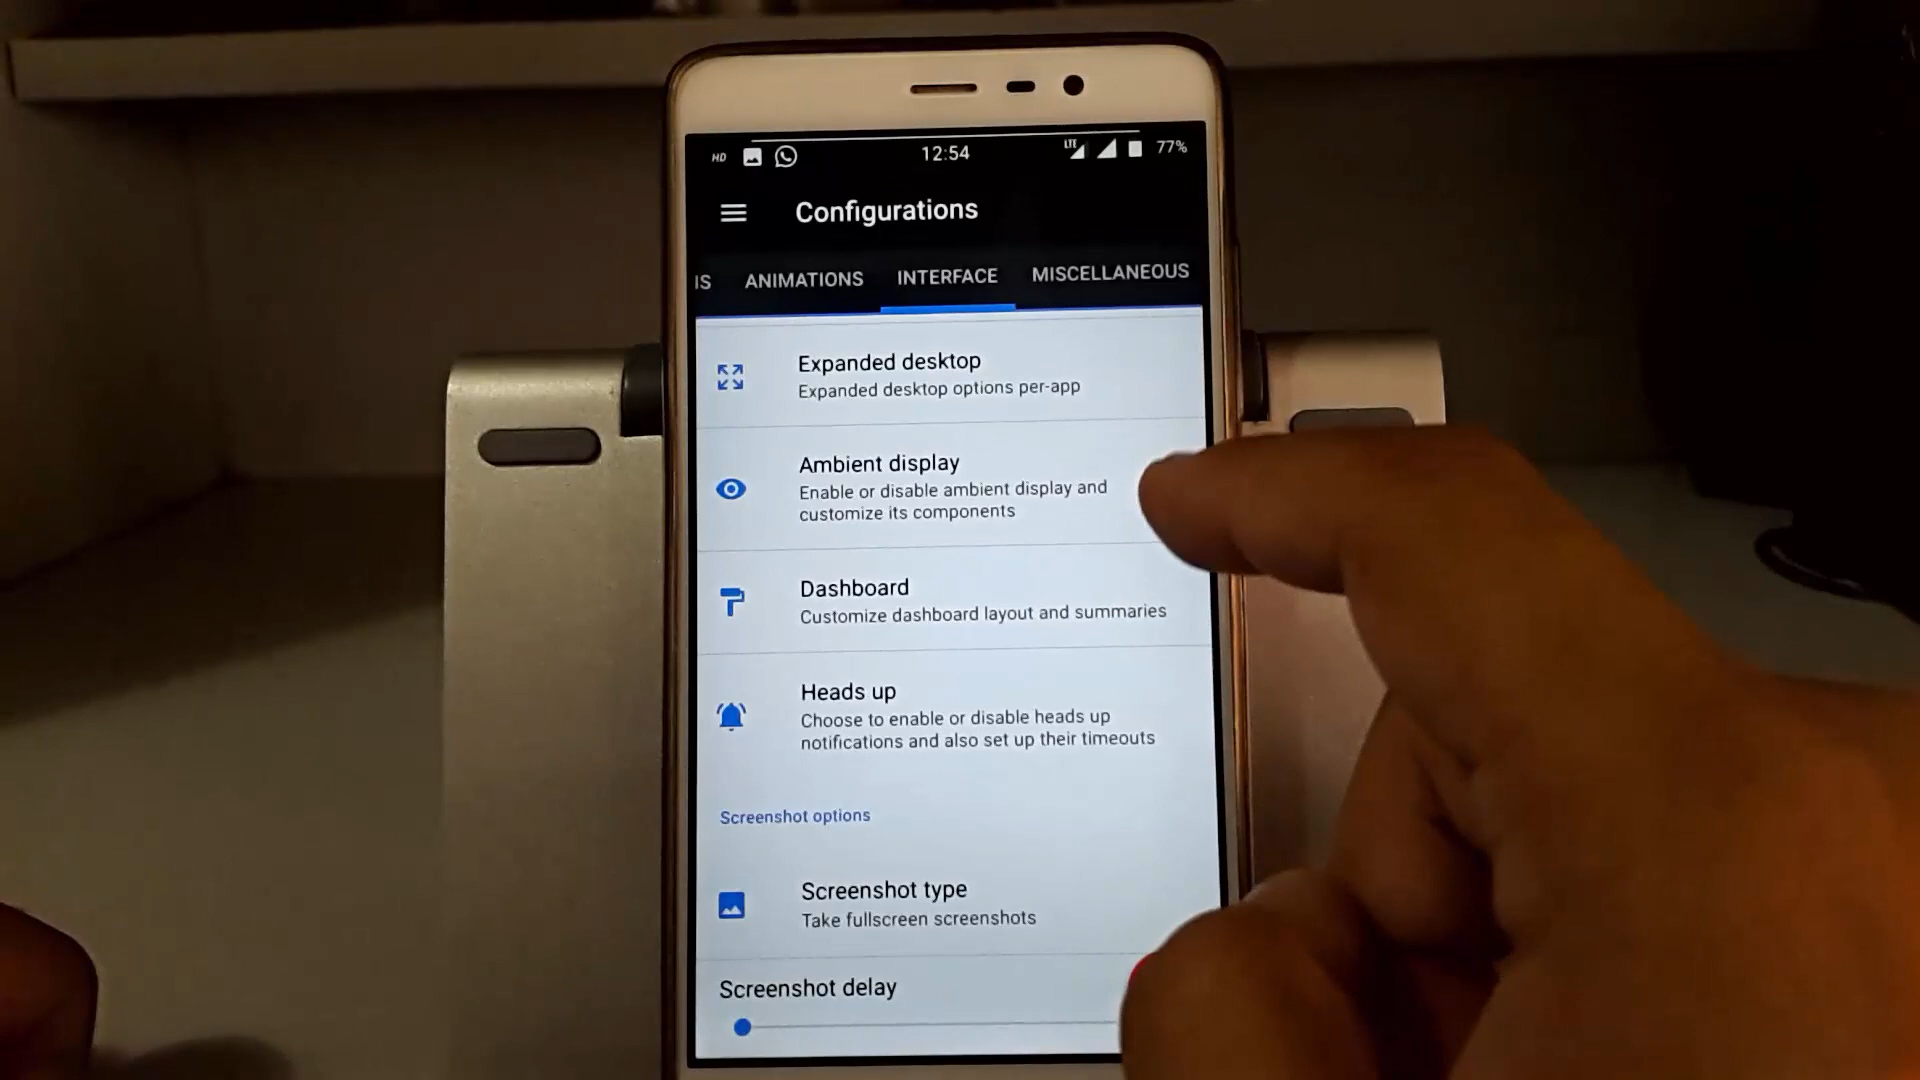 HD 12:54 LTE 77%
Configurations
IS ANIMATIONS INTERFACE MISCELLANEOUS
Expanded desktop
Expanded desktop options per-app
Ambient display
Enable or disable ambient display and
customize its components
Dashboard
Customize dashboard layout and summaries
Heads up
Choose to enable or disable heads up
notifications and also set up their timeouts
Screenshot options
Screenshot type
Take fullscreen screenshots
Screenshot delay